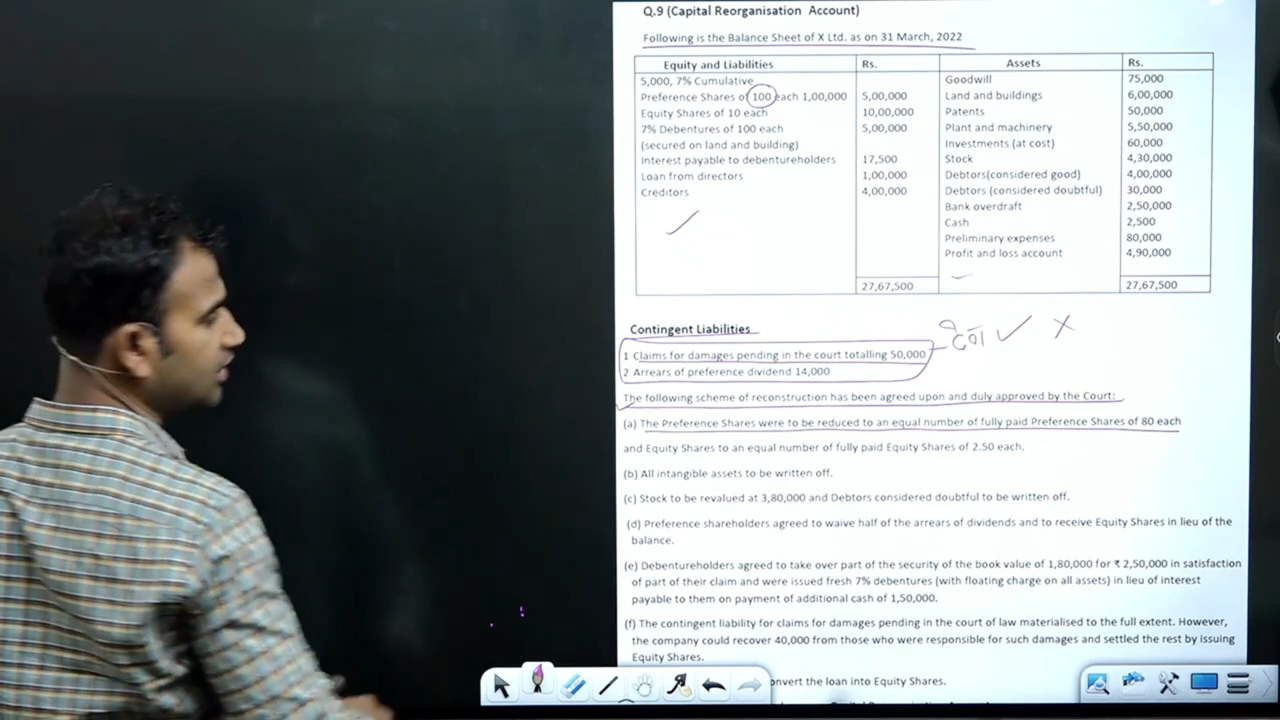 Q.9 (Capital Reorganisation Account)
Following is the Balance Sheet of X Ltd. as on 31 March, 2022
Equity and Liabilities Rs. Assets Rs.
5,000, 7% Cumulative Goodwill 75,000
Preference Shares of 100 each 1,00,000 5,00,000 Land and buildings 6,00,000
Equity Shares of 10 each 10,00,000 Patents 50,000
7% Debentures of 100 each 5,00,000 Plant and machinery 5,50,000
(secured on land and building) Investments (at cost) 60,000
Interest payable to debentureholders 17,500 Stock 4,30,000
Loan from directors 1,00,000 Debtors(considered good) 4,00,000
Creditors 4,00,000 Debtors (considered doubtful) 30,000
Bank overdraft 2,50,000
Cash 2,500
Preliminary expenses 80,000
Profit and loss account 4,90,000
27,67,500 27,67,500
Contingent Liabilities
1 Claims for damages pending in the court totalling 50,000
2 Arrears of preference dividend 14,000
The following scheme of reconstruction has been agreed upon and duly approved by the Court:
(a) The Preference Shares were to be reduced to an equal number of fully paid Preference Shares of 80 each
and Equity Shares to an equal number of fully paid Equity Shares of 2.50 each.
(b) All intangible assets to be written off.
(c) Stock to be revalued at 3,80,000 and Debtors considered doubtful to be written off.
(d) Preference shareholders agreed to waive half of the arrears of dividends and to receive Equity Shares in lieu of the
balance.
(e) Debentureholders agreed to take over part of the security of the book value of 1,80,000 for ₹ 2,50,000 in satisfaction
of part of their claim and were issued fresh 7% debentures (with floating charge on all assets) in lieu of interest
payable to them on payment of additional cash of 1,50,000.
(f) The contingent liability for claims for damages pending in the court of law materialised to the full extent. However,
the company could recover 40,000 from those who were responsible for such damages and settled the rest by issuing
Equity Shares.
onvert the loan into Equity Shares.